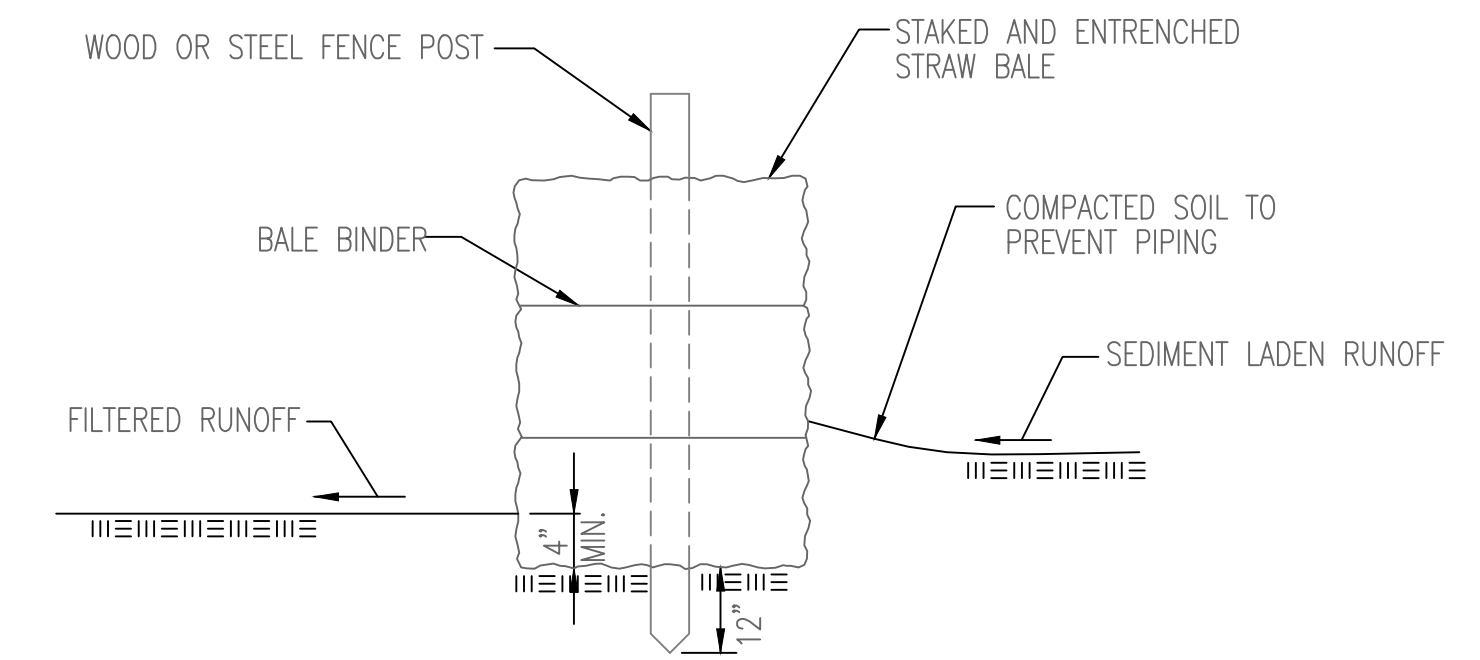 WOOD OR STEEL FENCE POST
STAKED AND ENTRENCHED
STRAW BALE
BALE BINDER
COMPACTED SOIL TO
PREVENT PIPING
SEDIMENT LADEN RUNOFF
FILTERED RUNOFF
4"
MIN.
12"